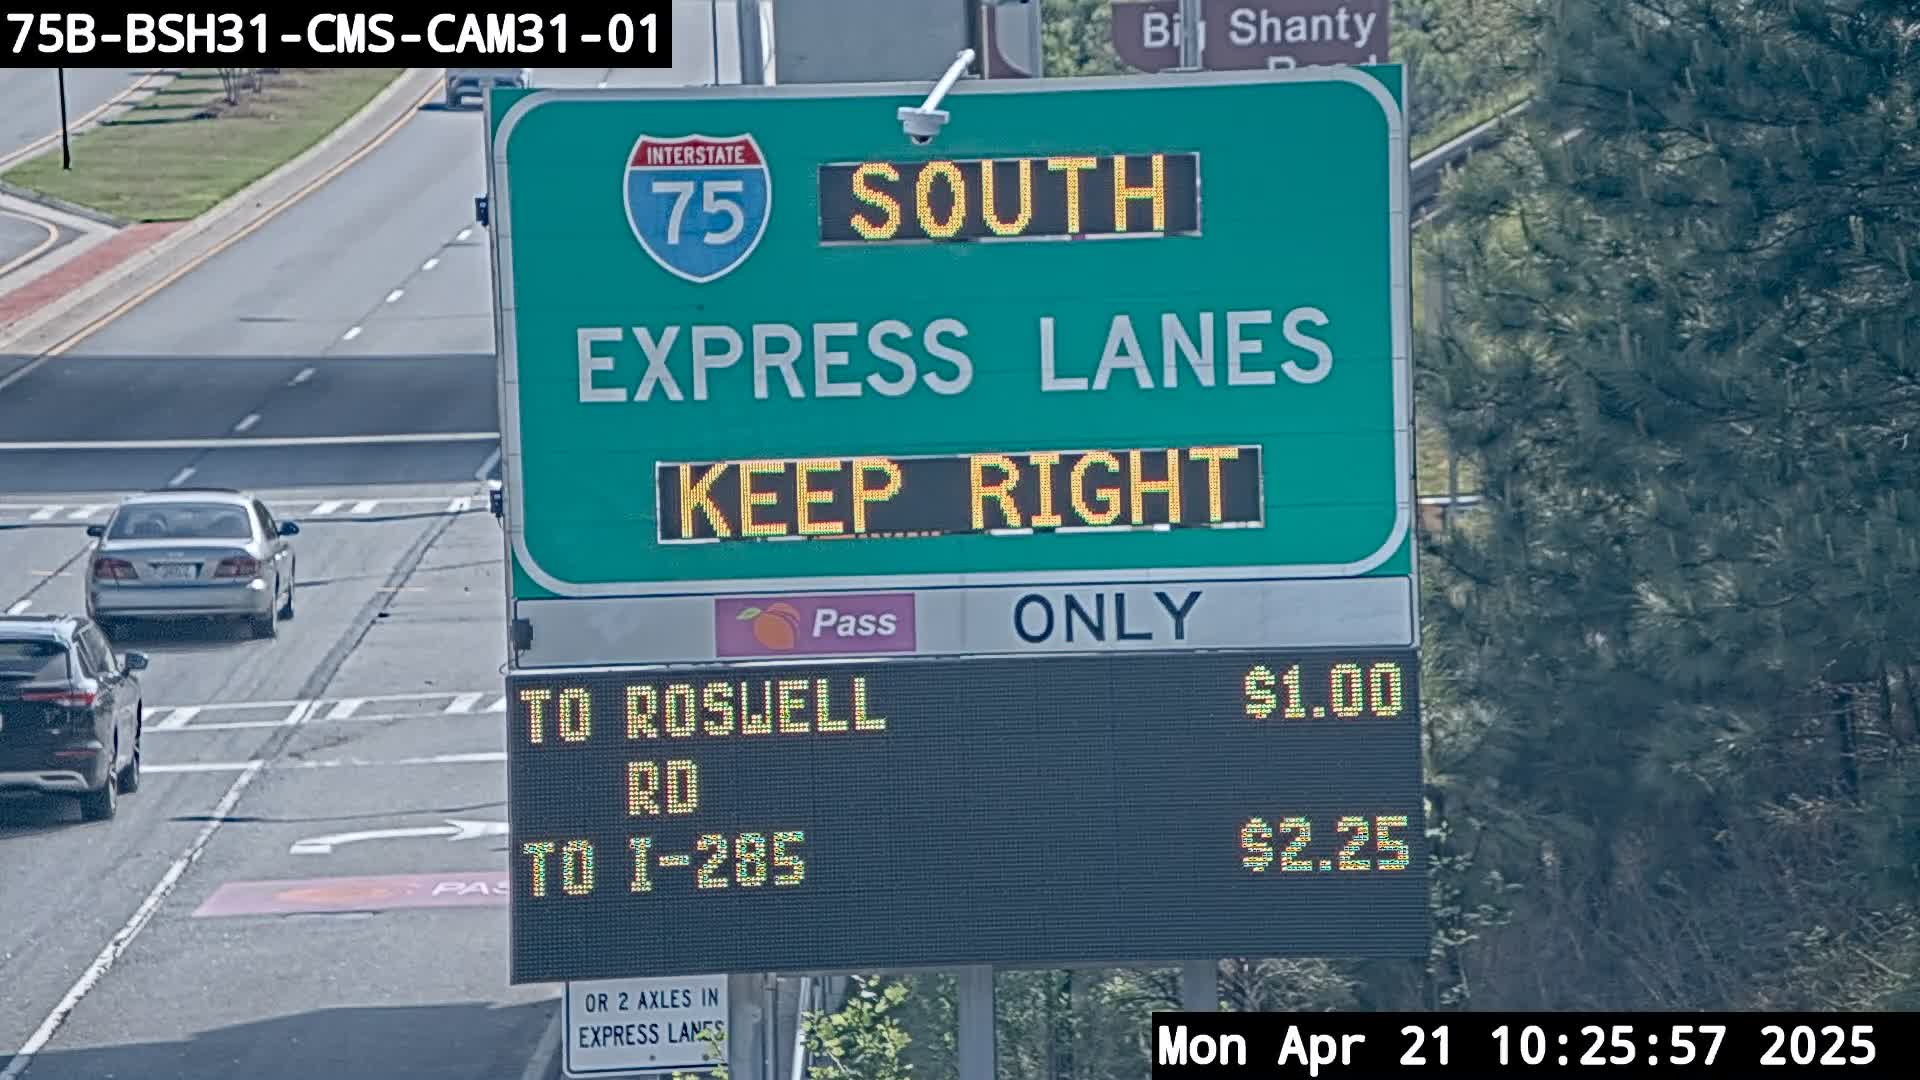 75B-BSH31-CMS-CAM31-01
Big Shanty
Road
INTERSTATE
75
SOUTH
EXPRESS LANES
KEEP RIGHT
Pass ONLY
TO ROSWELL $1.00
RD
TO I-285 $2.25
PAS
OR 2 AXLES IN
EXPRESS LANES
Mon Apr 21 10:25:57 2025